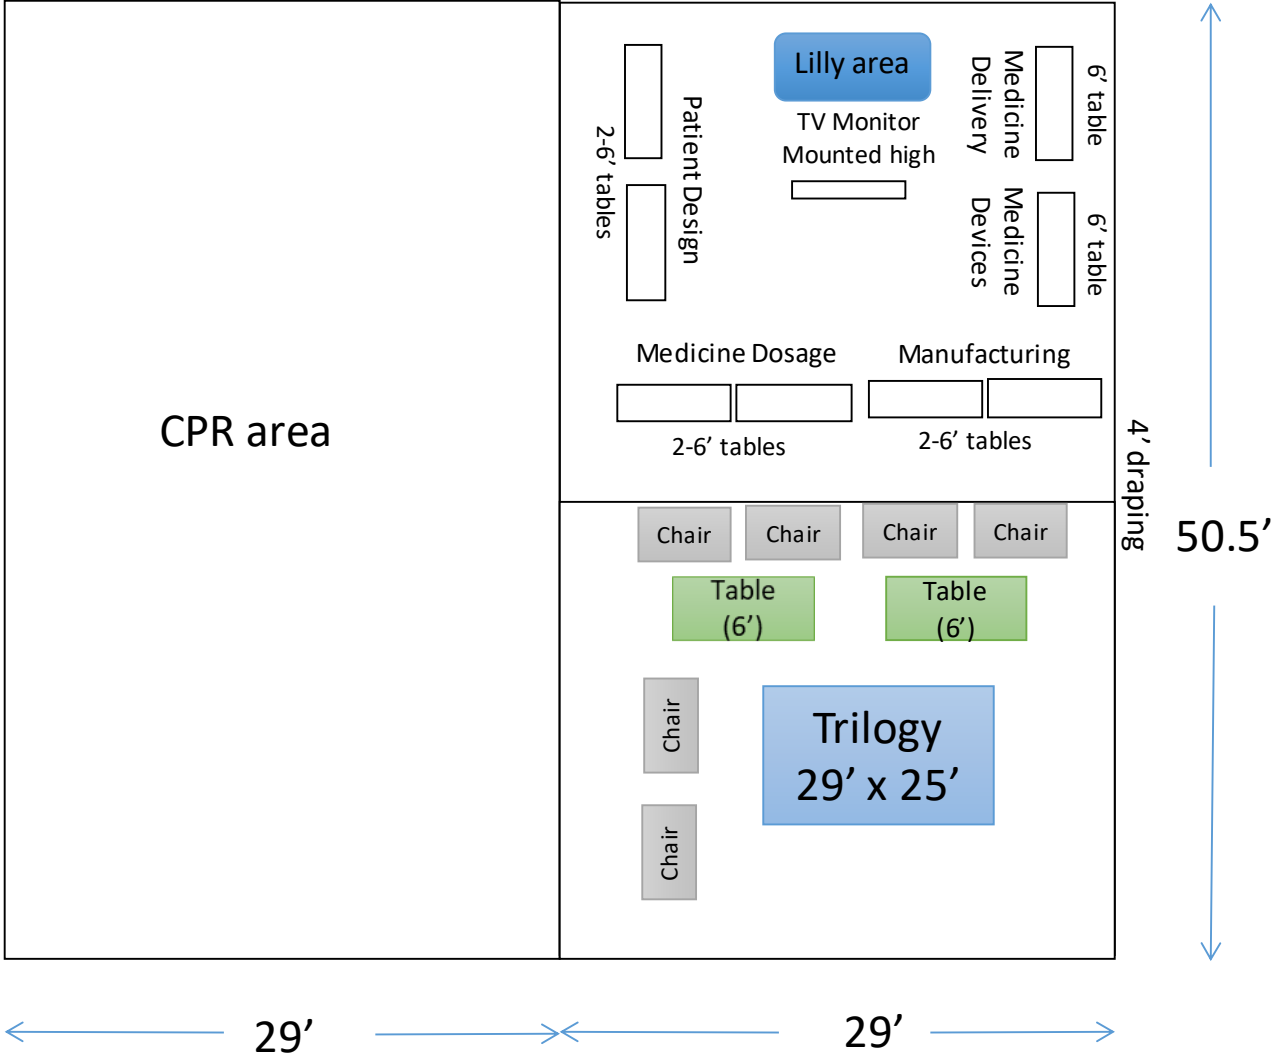 Lilly area
TV Monitor
Mounted high
Patient Design
2-6’ tables
Medicine
Delivery
6’ table
Medicine
Devices
6’ table
Medicine Dosage
2-6’ tables
Manufacturing
2-6’ tables
CPR area
4’ draping
50.5’
Chair
Chair
Chair
Chair
Table
(6’)
Table
(6’)
Chair
Chair
Trilogy
29’ x 25’
29’
29’